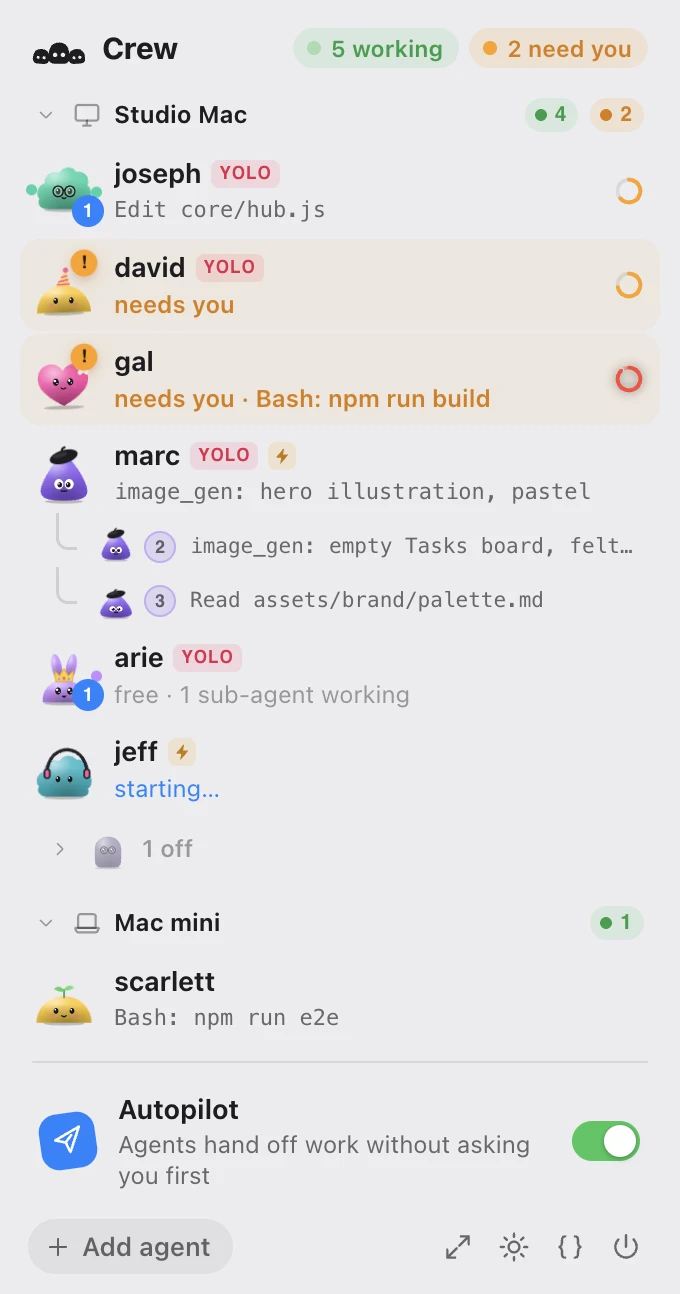 Crew
5 working
2 need you
Studio Mac
4
2
joseph YOLO
1
Edit core/hub.js
!
david YOLO
needs you
!
gal
needs you · Bash: npm run build
marc YOLO
image_gen: hero illustration, pastel
2 image_gen: empty Tasks board, felt…
3 Read assets/brand/palette.md
arie YOLO
1
free · 1 sub-agent working
jeff
starting…
1 off
Mac mini
1
scarlett
Bash: npm run e2e
Autopilot
Agents hand off work without asking
you first
+ Add agent
{}